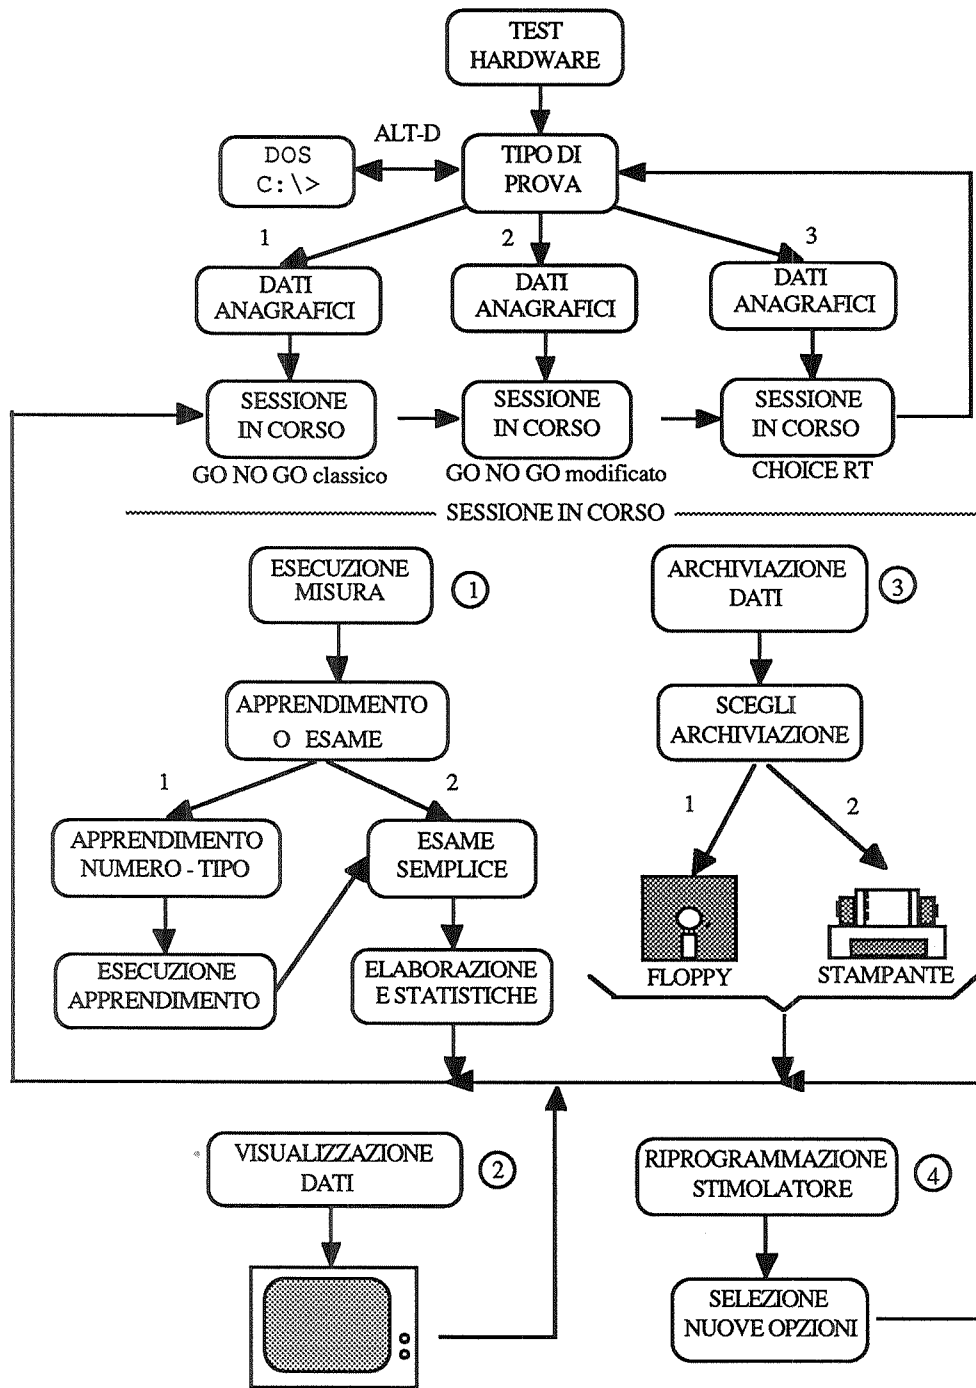 TEST
HARDWARE
ALT-D
DOS
C:\>
TIPO DI
PROVA
1
2
3
DATI
ANAGRAFICI
DATI
ANAGRAFICI
DATI
ANAGRAFICI
SESSIONE
IN CORSO
SESSIONE
IN CORSO
SESSIONE
IN CORSO
GO NO GO classico
GO NO GO modificato
CHOICE RT
SESSIONE IN CORSO
ESECUZIONE
MISURA
1
APPRENDIMENTO
O ESAME
1
2
APPRENDIMENTO
NUMERO - TIPO
ESAME
SEMPLICE
ESECUZIONE
APPRENDIMENTO
ELABORAZIONE
E STATISTICHE
ARCHIVIAZIONE
DATI
3
SCEGLI
ARCHIVIAZIONE
1
2
FLOPPY
STAMPANTE
VISUALIZZAZIONE
DATI
2
RIPROGRAMMAZIONE
STIMOLATORE
4
SELEZIONE
NUOVE OPZIONI